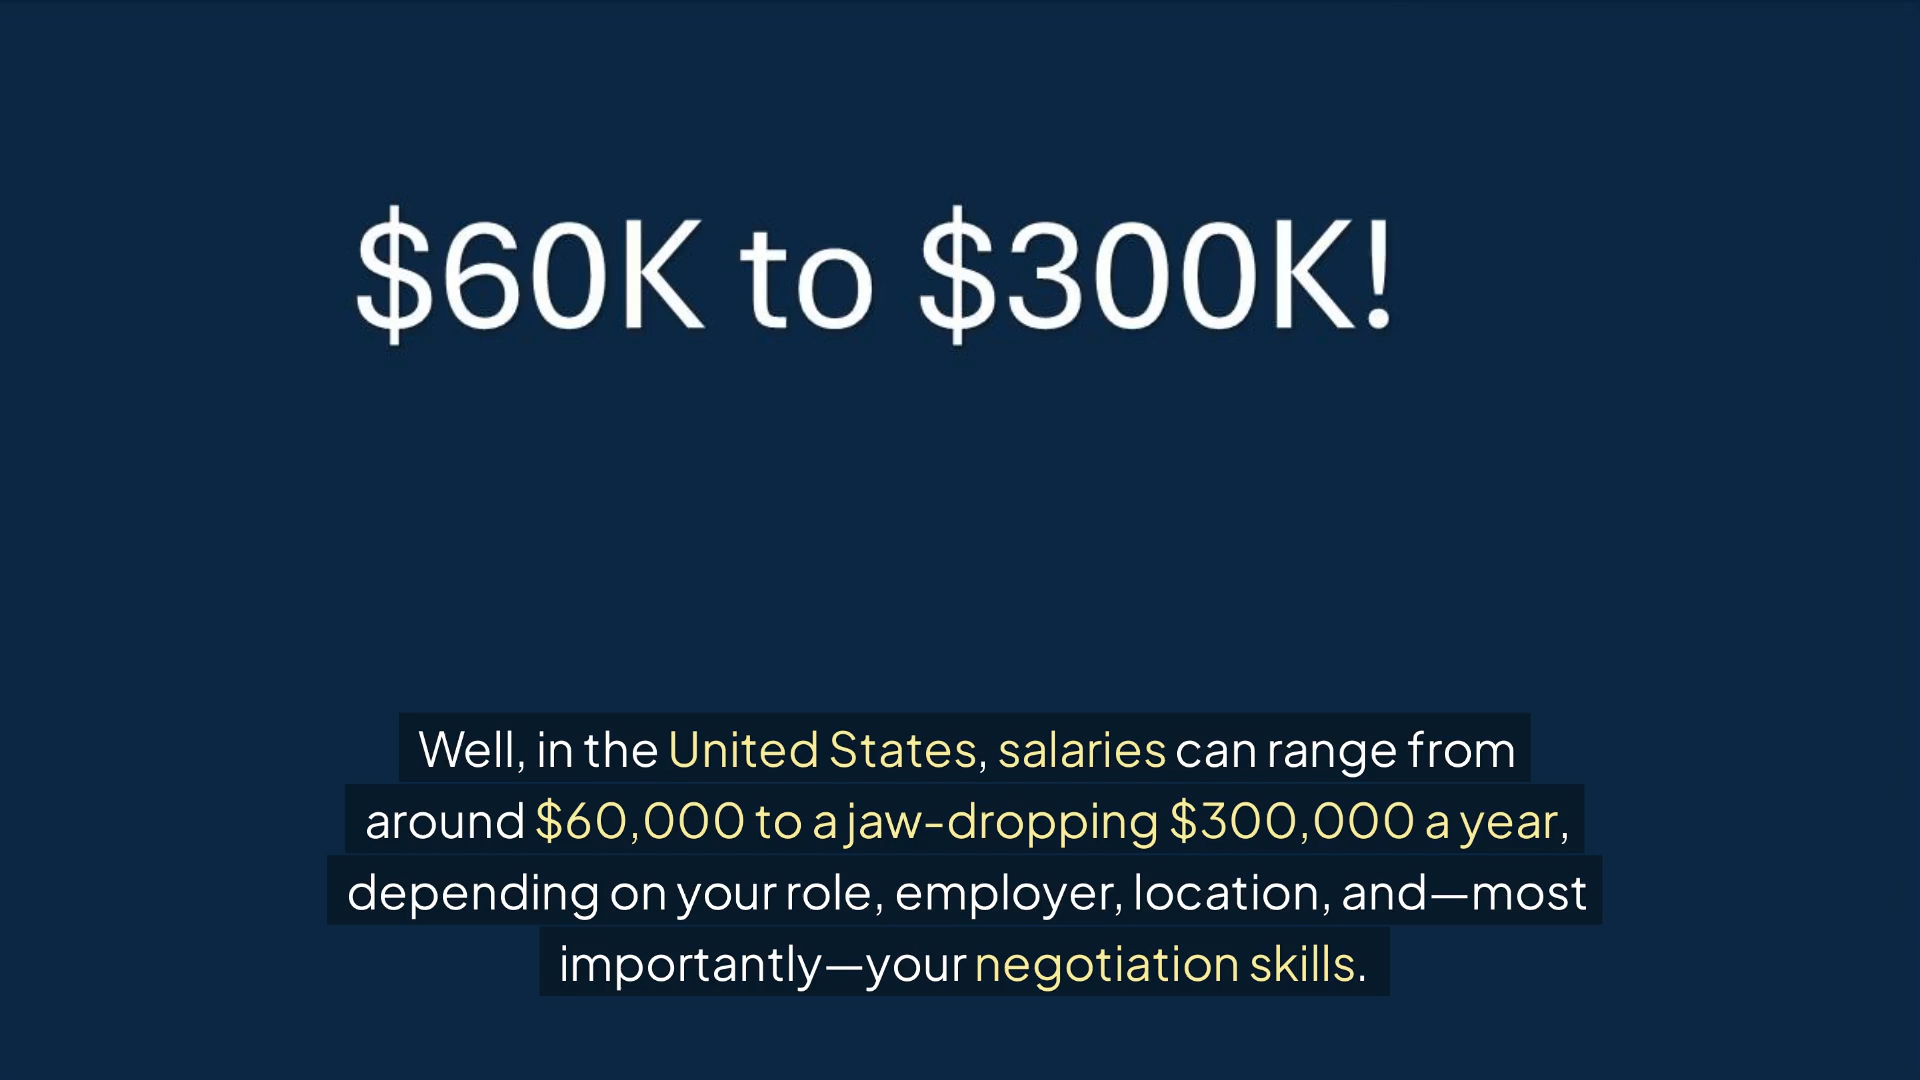 $60K to $300K!
Well, in the United States, salaries can range from
around $60,000 to a jaw-dropping $300,000 a year,
depending on your role, employer, location, and—most
importantly—your negotiation skills.